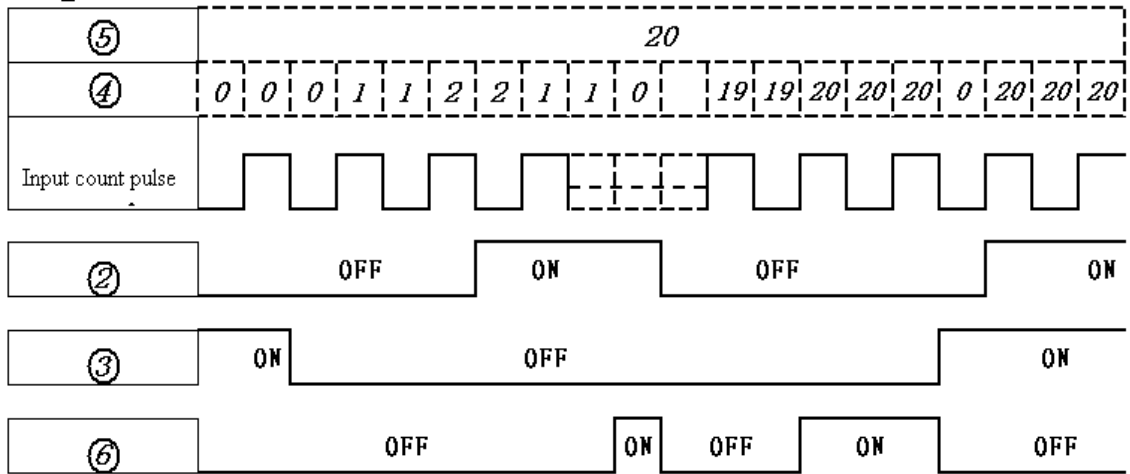 ⑤ 20
④ 0 0 0 1 1 2 2 1 1 0 19 19 20 20 20 0 20 20 20
Input count pulse
② OFF ON OFF ON
③ ON OFF ON
⑥ OFF ON OFF ON OFF